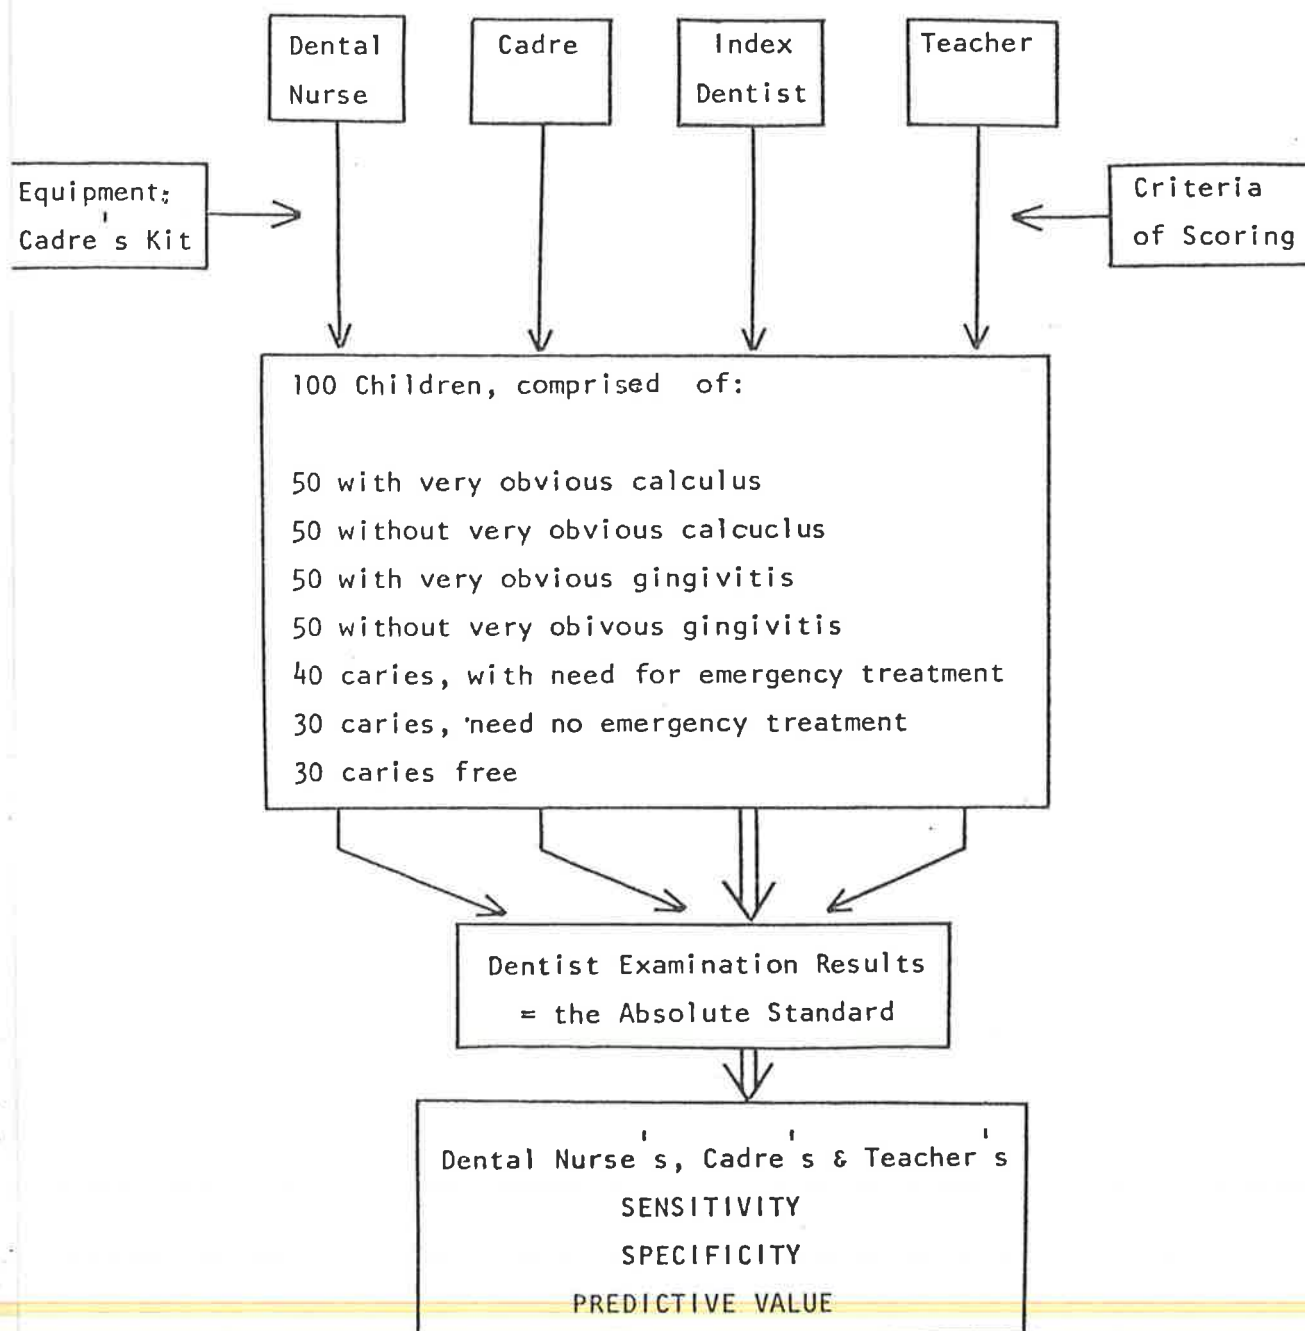 Dental
Nurse
Cadre
Index
Dentist
Teacher
Equipment:
Cadre's Kit
Criteria
of Scoring
100 Children, comprised of:
50 with very obvious calculus
50 without very obvious calcuclus
50 with very obvious gingivitis
50 without very obivous gingivitis
40 caries, with need for emergency treatment
30 caries, need no emergency treatment
30 caries free
Dentist Examination Results
= the Absolute Standard
Dental Nurse's, Cadre's & Teacher's
SENSITIVITY
SPECIFICITY
PREDICTIVE VALUE